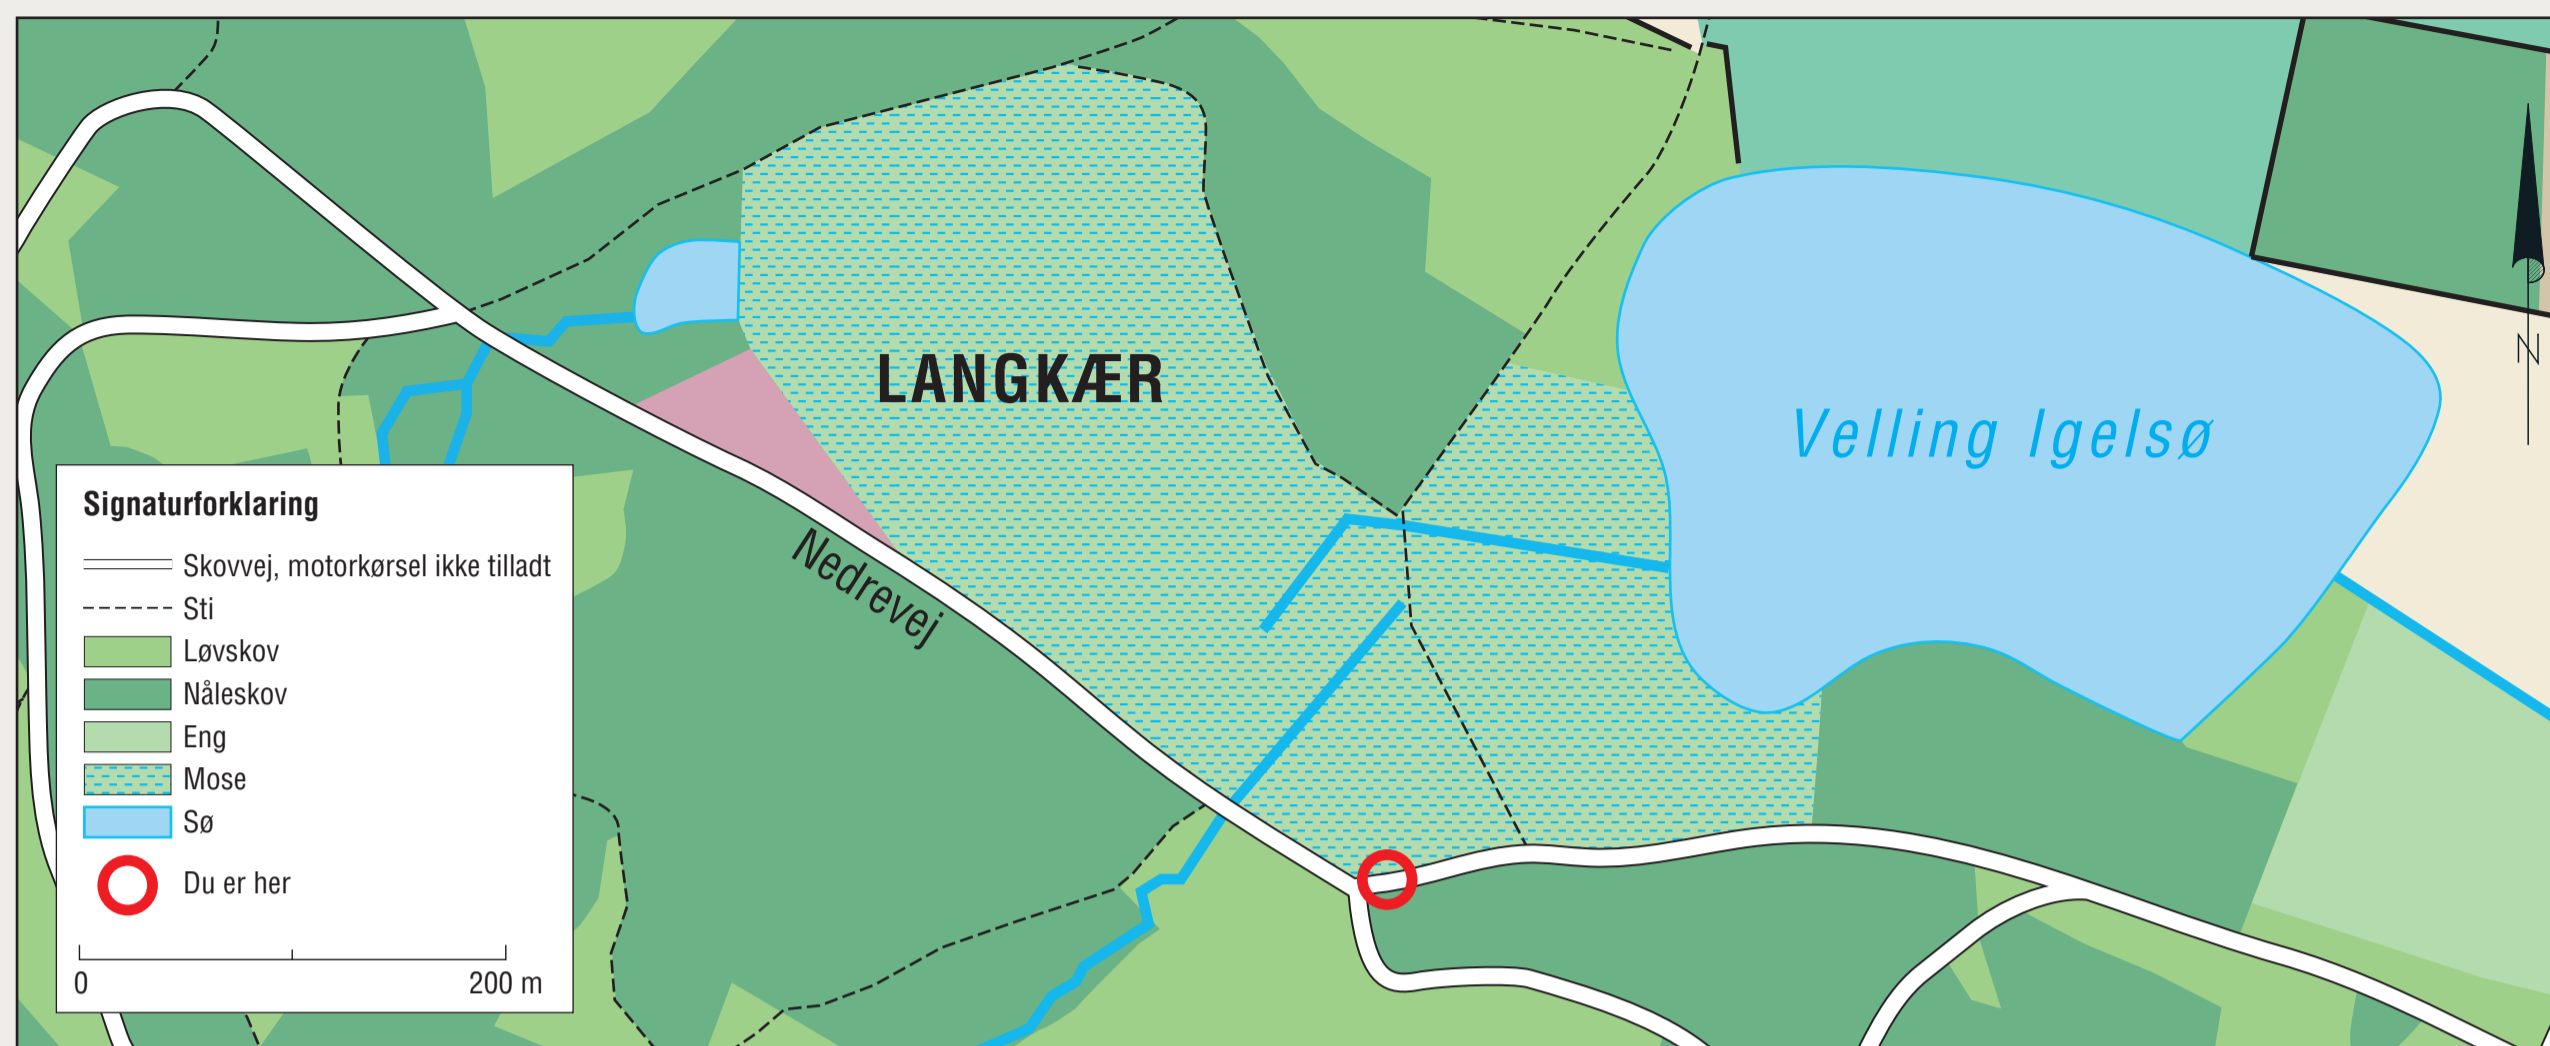 N
LANGKÆR
Velling Igelsø
Nedrevej
Signaturforklaring
Skovvej, motorkørsel ikke tilladt
Sti
Løvskov
Nåleskov
Eng
Mose
Sø
Du er her
0 200 m